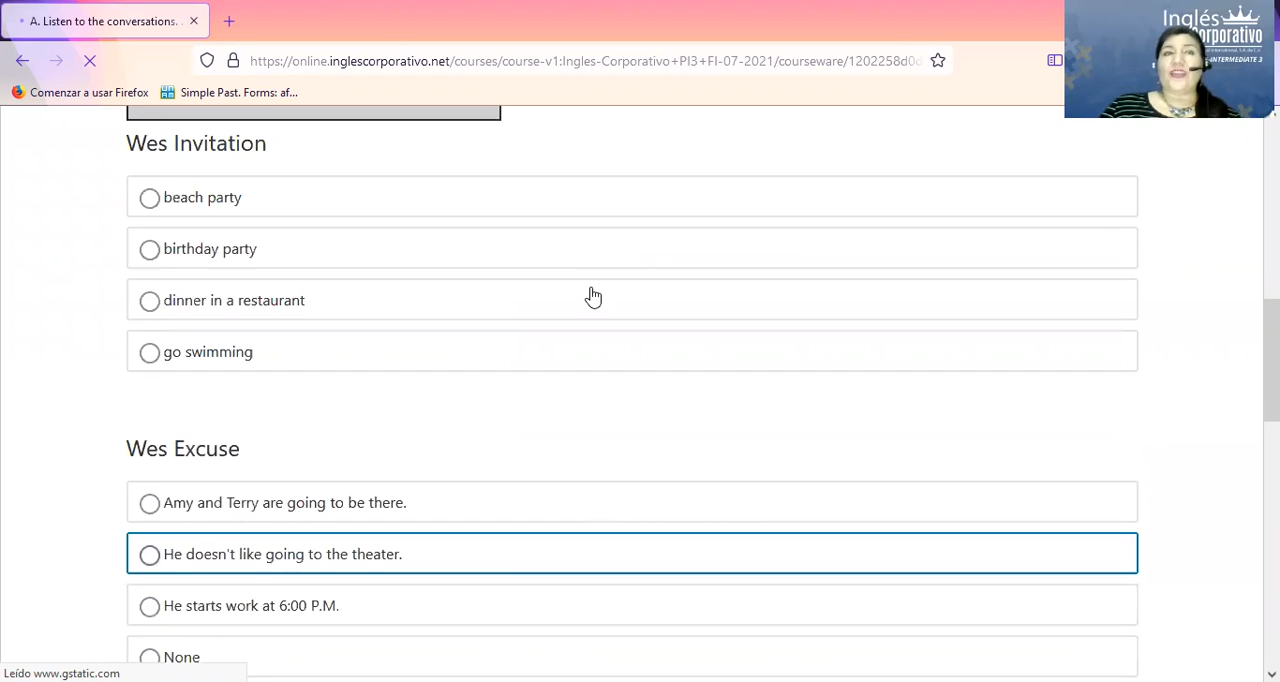 A. Listen to the conversations.
https://online.inglescorporativo.net/cou
se-v1:Ingles-Corporativo+PI3+FI-07-2021/courseware/1202258d0
Comenzar a usar Firefox
Simple Past. Forms: af...
Inglés
Corporativo
-INTERMEDIATE 3
Wes Invitation
beach party
birthday party
dinner in a restaurant
go swimming
Wes Excuse
Amy and Terry are going to be there.
He doesn't like going to the theater.
He starts work at 6:00 P.M.
None
Leído www.gstatic.com